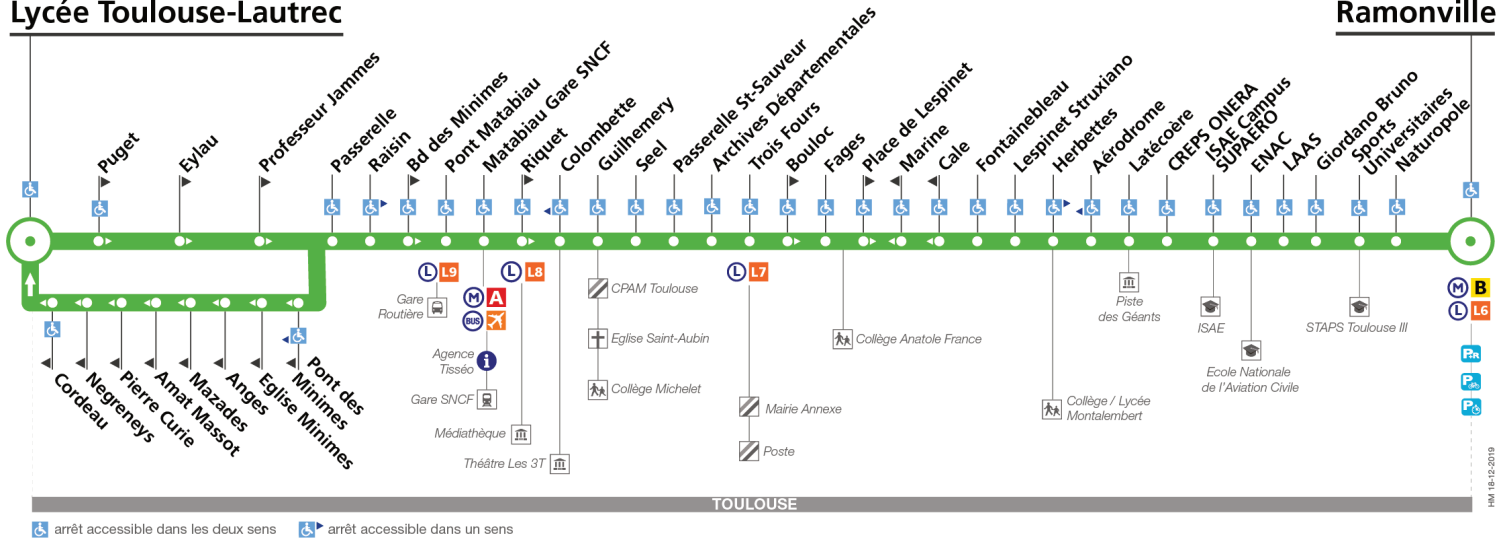 Lycée Toulouse-Lautrec
Ramonville
Puget
Eylau
Professeur Jammes
Passerelle
Raisin
Bd des Minimes
Pont Matabiau
Matabiau Gare SNCF
Riquet
Colombette
Guilhemery
Seel
Passerelle St-Sauveur
Archives Départementales
Trois Fours
Bouloc
Fages
Place de Lespinet
Marine
Cale
Fontainebleau
Lespinet Struxiano
Herbettes
Aérodrome
Latécoère
CREPS ONERA
ISAE Campus
SUPAERO
ENAC
LAAS
Giordano Bruno
Sports
Universitaires
Naturopole
Cordeau
Negreneys
Pierre Curie
Amat Massot
Mazades
Anges
Eglise Minimes
Pont des
Minimes
L L9
Gare
Routière
M A
BUS
Agence
Tisséo
i
Gare SNCF
L L8
Médiathèque
Théâtre Les 3T
CPAM Toulouse
Eglise Saint-Aubin
Collège Michelet
L L7
Mairie Annexe
Poste
Collège Anatole France
Collège / Lycée
Montalembert
Piste
des Géants
ISAE
Ecole Nationale
de l'Aviation Civile
STAPS Toulouse III
M B
L L6
PR
P
P
HM 18-12-2019
TOULOUSE
arrêt accessible dans les deux sens
arrêt accessible dans un sens